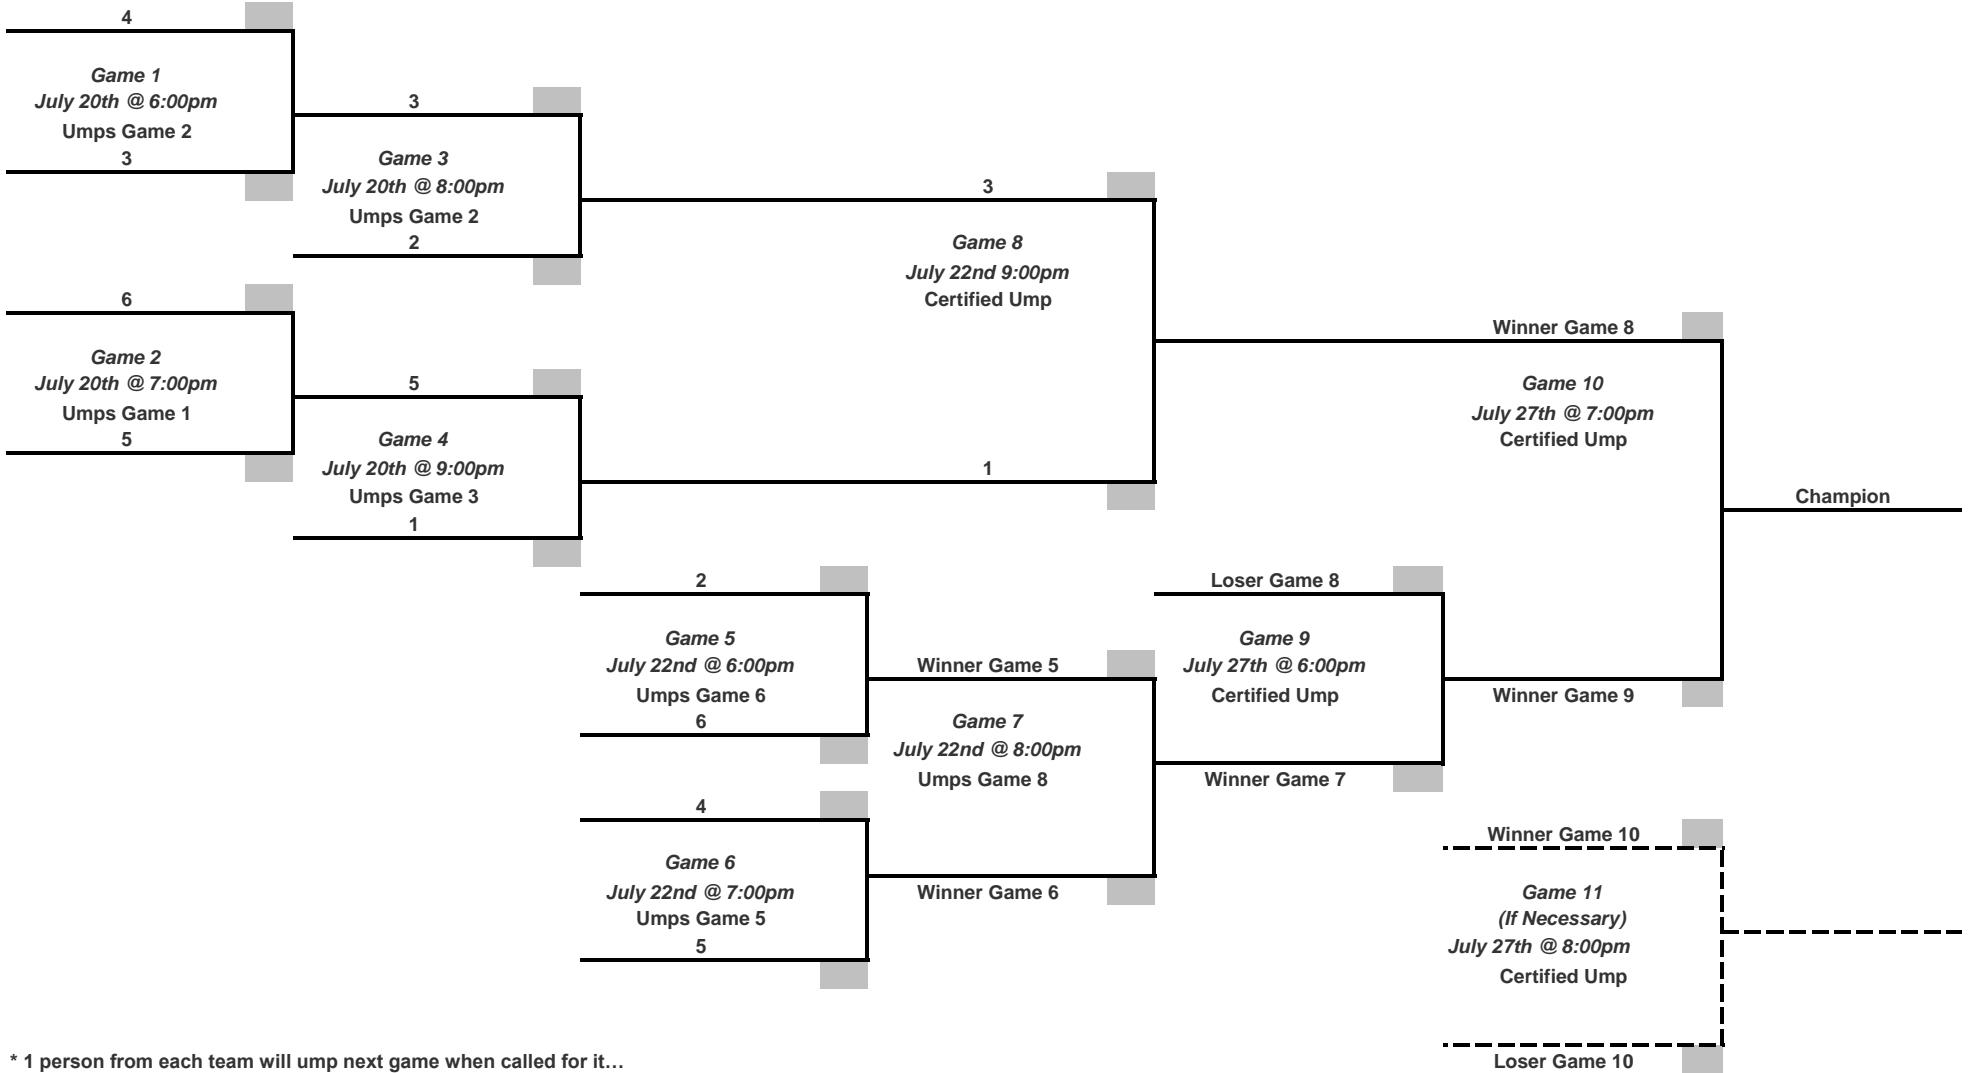 4
Game 1
July 20th @ 6:00pm
Umps Game 2
3
3
Game 3
July 20th @ 8:00pm
Umps Game 2
2
6
Game 2
July 20th @ 7:00pm
Umps Game 1
5
5
Game 4
July 20th @ 9:00pm
Umps Game 3
1
3
Game 8
July 22nd 9:00pm
Certified Ump
1
2
Game 5
July 22nd @ 6:00pm
Umps Game 6
6
4
Game 6
July 22nd @ 7:00pm
Umps Game 5
5
Winner Game 5
Game 7
July 22nd @ 8:00pm
Umps Game 8
Winner Game 6
Loser Game 8
Game 9
July 27th @ 6:00pm
Certified Ump
Winner Game 7
Winner Game 8
Game 10
July 27th @ 7:00pm
Certified Ump
Winner Game 9
Champion
Winner Game 10
Game 11
(If Necessary)
July 27th @ 8:00pm
Certified Ump
Loser Game 10
* 1 person from each team will ump next game when called for it…